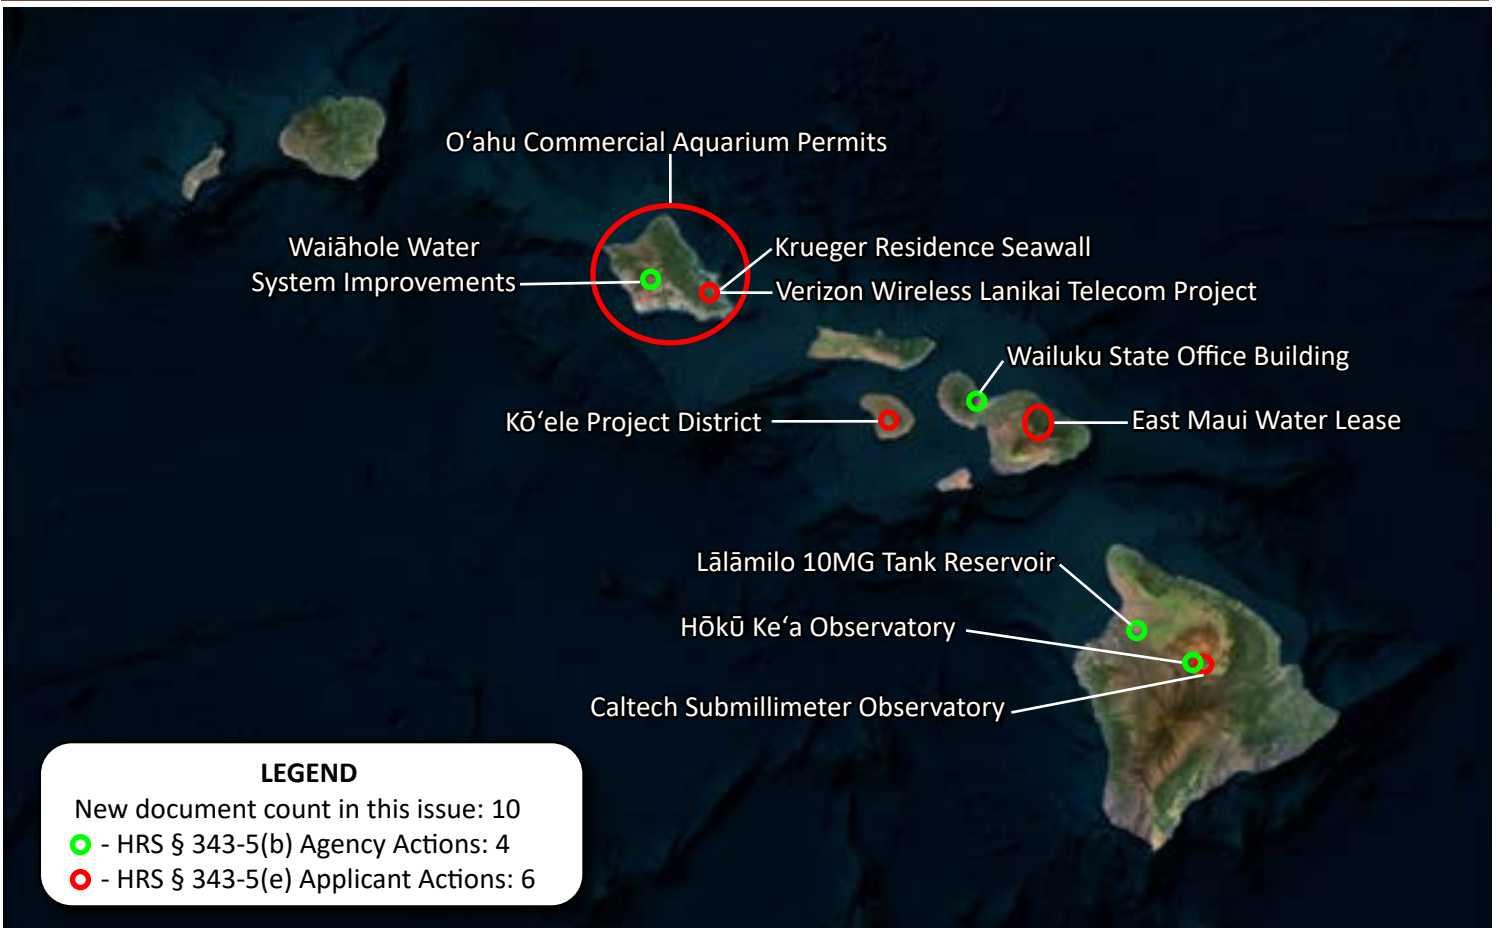 Oʻahu Commercial Aquarium Permits
Waiāhole Water
System Improvements
Krueger Residence Seawall
Verizon Wireless Lanikai Telecom Project
Wailuku State Office Building
Kōʻele Project District
East Maui Water Lease
Lālāmilo 10MG Tank Reservoir
Hōkū Keʻa Observatory
Caltech Submillimeter Observatory
LEGEND
New document count in this issue: 10
- HRS § 343-5(b) Agency Actions: 4
- HRS § 343-5(e) Applicant Actions: 6